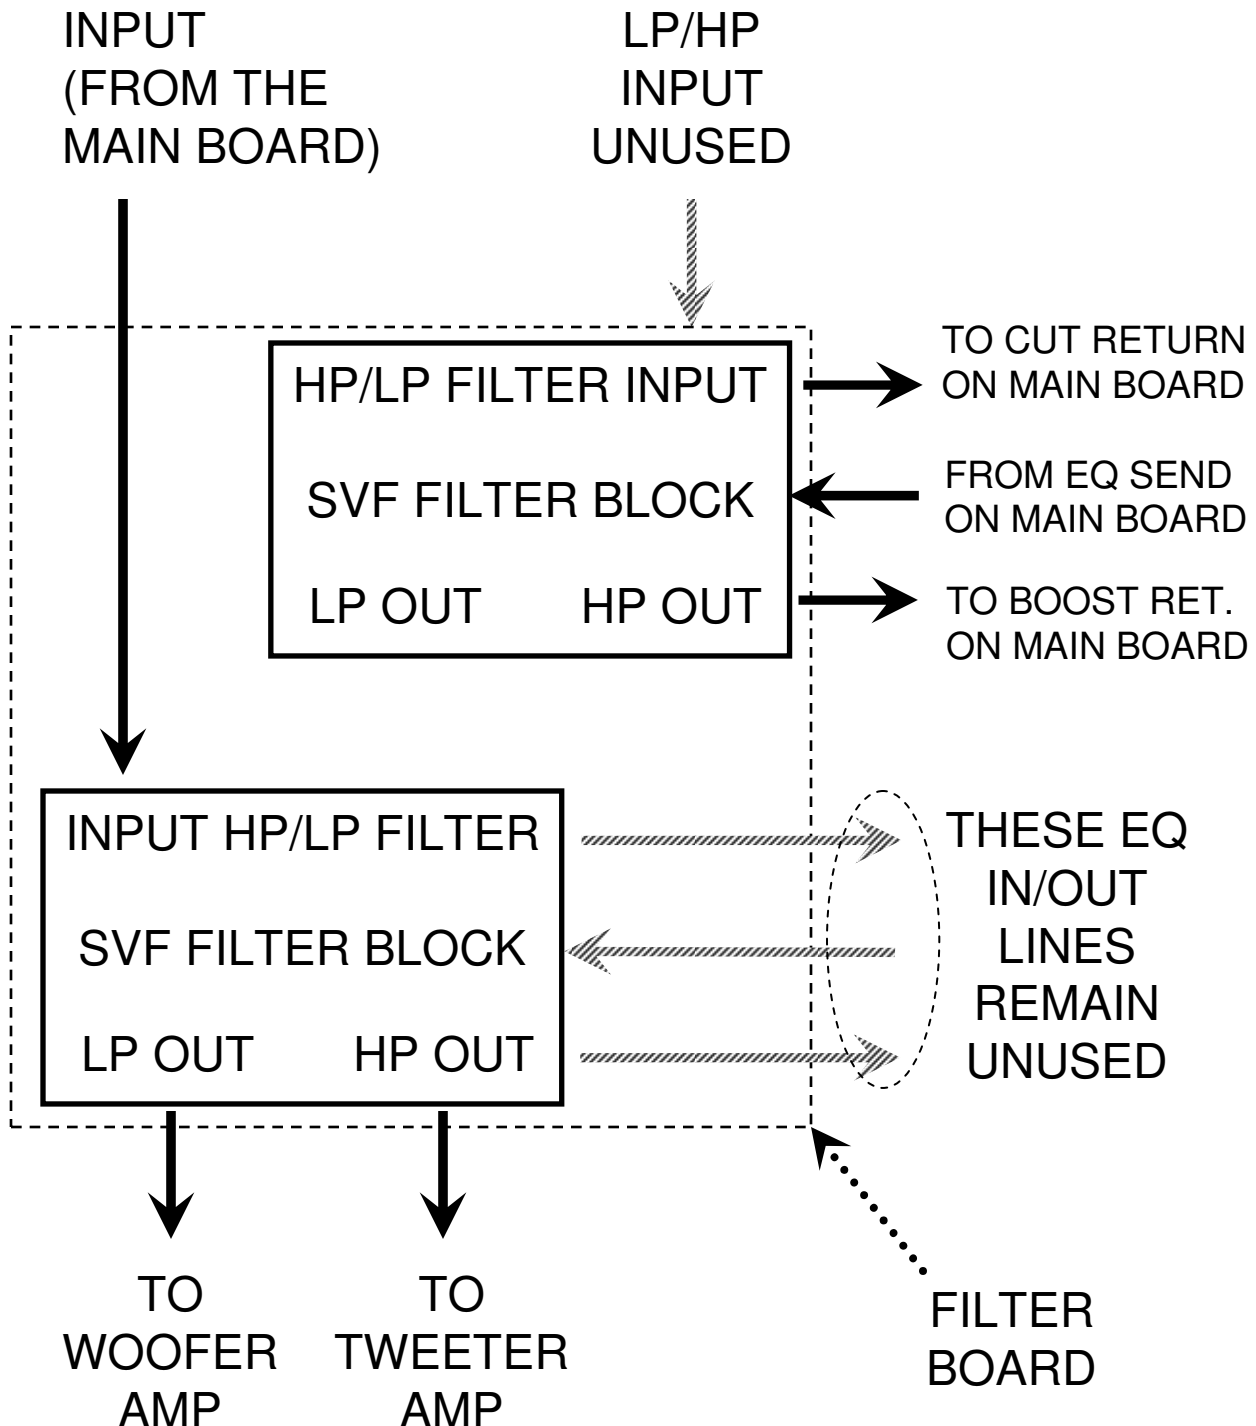 INPUT
(FROM THE
MAIN BOARD)
LP/HP
INPUT
UNUSED
HP/LP FILTER INPUT
SVF FILTER BLOCK
LP OUT HP OUT
TO CUT RETURN
ON MAIN BOARD
FROM EQ SEND
ON MAIN BOARD
TO BOOST RET.
ON MAIN BOARD
INPUT HP/LP FILTER
SVF FILTER BLOCK
LP OUT HP OUT
THESE EQ
IN/OUT
LINES
REMAIN
UNUSED
TO
WOOFER
AMP
TO
TWEETER
AMP
FILTER
BOARD